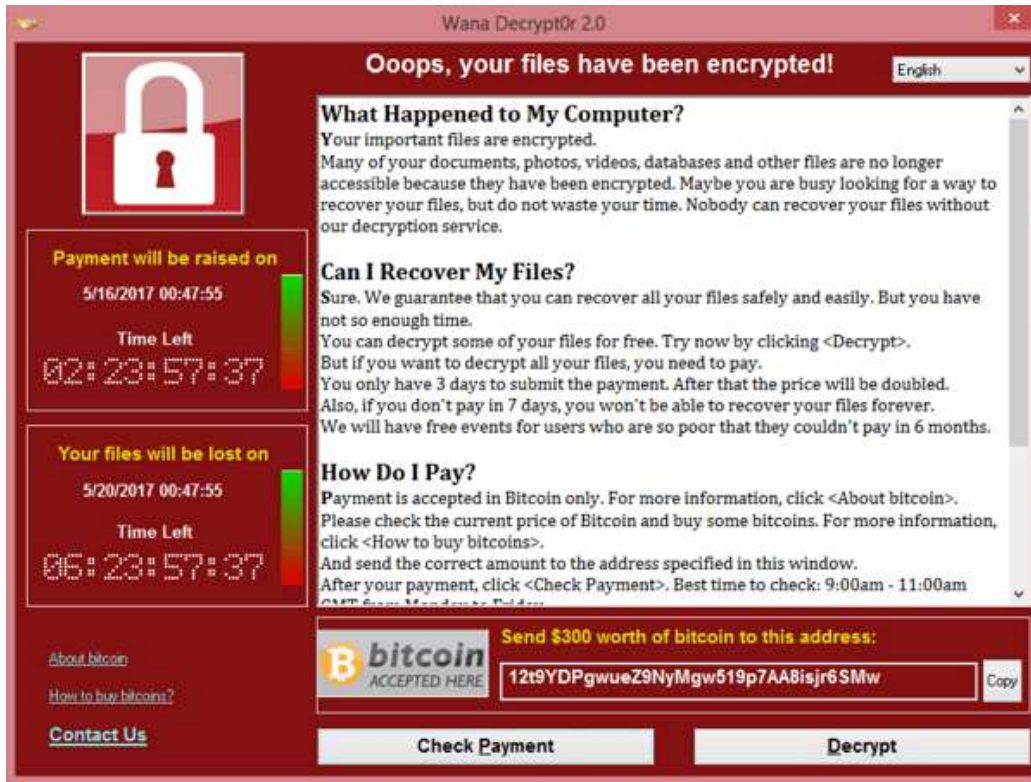 Wana Decrypt0r 2.0
Ooops, your files have been encrypted!
English
What Happened to My Computer?
Your important files are encrypted.
Many of your documents, photos, videos, databases and other files are no longer
accessible because they have been encrypted. Maybe you are busy looking for a way to
recover your files, but do not waste your time. Nobody can recover your files without
our decryption service.
Can I Recover My Files?
Sure. We guarantee that you can recover all your files safely and easily. But you have
not so enough time.
You can decrypt some of your files for free. Try now by clicking <Decrypt>.
But if you want to decrypt all your files, you need to pay.
You only have 3 days to submit the payment. After that the price will be doubled.
Also, if you don't pay in 7 days, you won't be able to recover your files forever.
We will have free events for users who are so poor that they couldn't pay in 6 months.
How Do I Pay?
Payment is accepted in Bitcoin only. For more information, click <About bitcoin>.
Please check the current price of Bitcoin and buy some bitcoins. For more information,
click <How to buy bitcoins>.
And send the correct amount to the address specified in this window.
After your payment, click <Check Payment>. Best time to check: 9:00am - 11:00am
GMT from Monday to Friday.
Payment will be raised on
5/16/2017 00:47:55
Time Left
02:23:57:37
Your files will be lost on
5/20/2017 00:47:55
Time Left
06:23:57:37
About bitcoin
How to buy bitcoins?
Contact Us
bitcoin
ACCEPTED HERE
Send $300 worth of bitcoin to this address:
12t9YDPgwueZ9NyMgw519p7AA8isjr6SMw
Copy
Check Payment
Decrypt